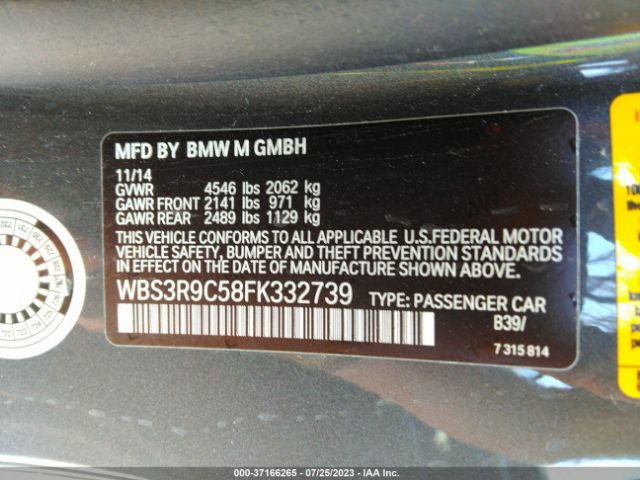 MFD BY BMW M GMBH
11/14
GVWR 4546 lbs 2062 kg
GAWR FRONT 2141 lbs 971 kg
GAWR REAR 2489 lbs 1129 kg
THIS VEHICLE CONFORMS TO ALL APPLICABLE U.S.FEDERAL MOTOR
VEHICLE SAFETY, BUMPER AND THEFT PREVENTION STANDARDS
IN EFFECT ON THE DATE OF MANUFACTURE SHOWN ABOVE.
WBS3R9C58FK332739 TYPE: PASSENGER CAR
B39/
7 315 814
000-37166265 - 07/25/2023 - IAA Inc.